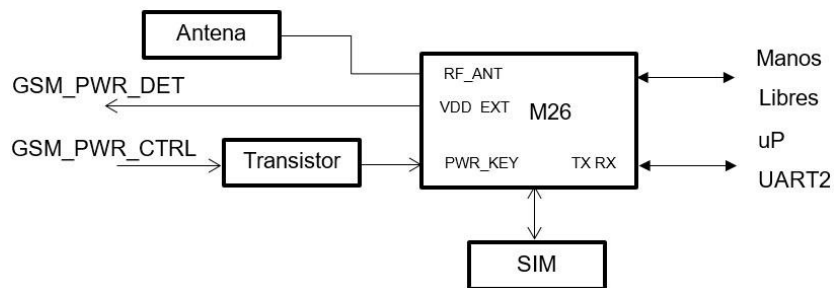 Antena
GSM_PWR_DET
GSM_PWR_CTRL
Transistor
RF_ANT
VDD EXT
M26
PWR_KEY
TX RX
SIM
Manos
Libres
uP
UART2